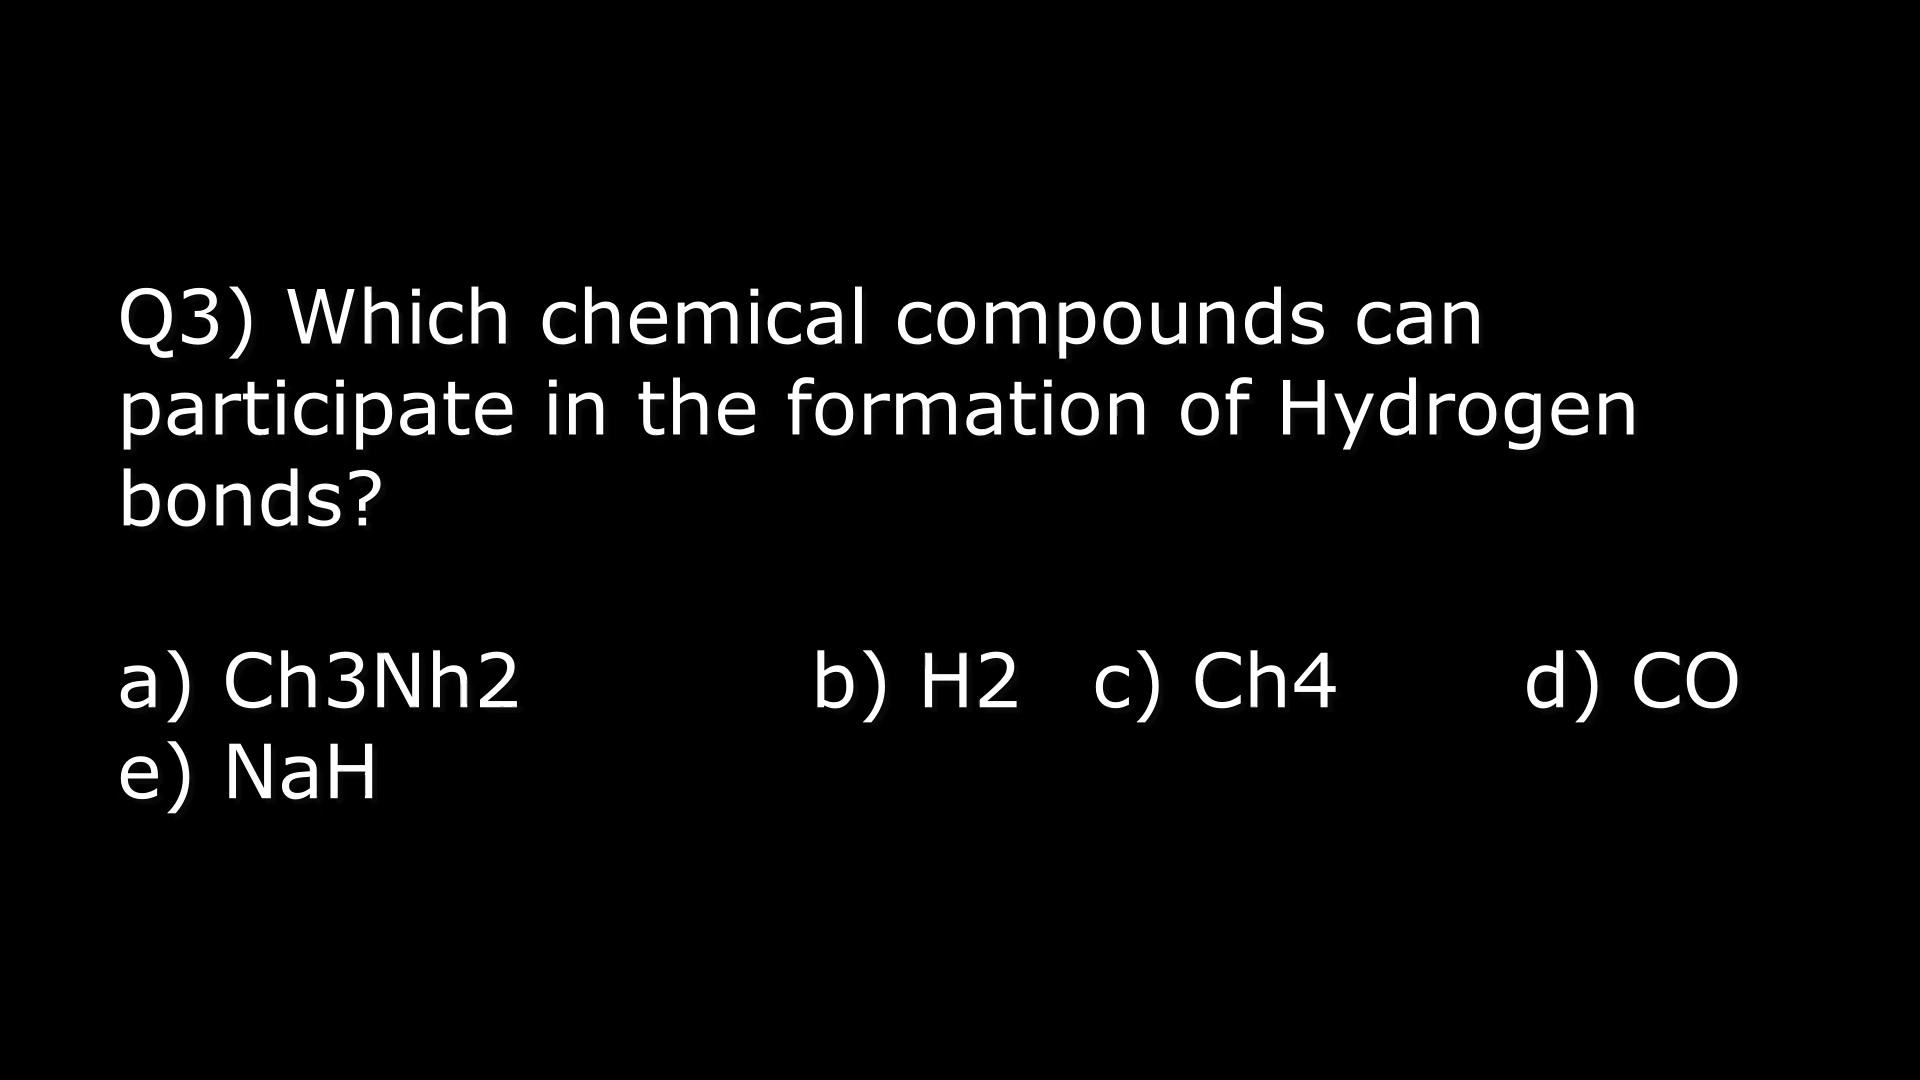 Q3) Which chemical compounds can
participate in the formation of Hydrogen
bonds?
a) Ch3Nh2 b) H2 c) Ch4 d) CO
e) NaH